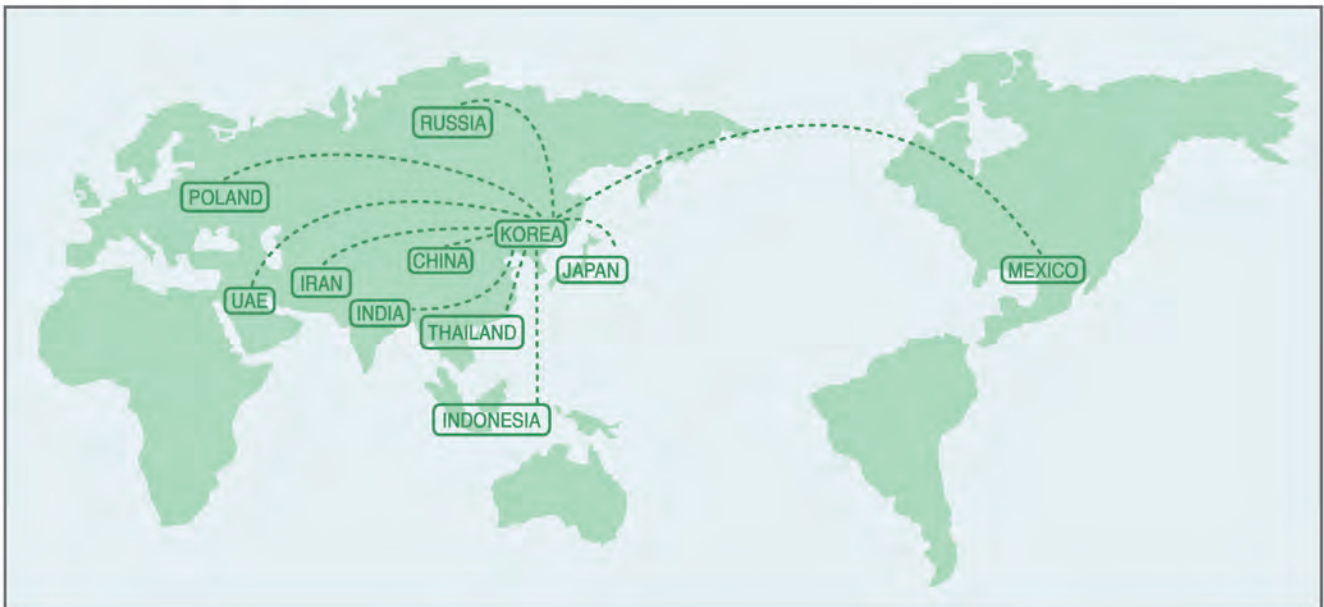 RUSSIA
POLAND
KOREA
CHINA
JAPAN
MEXICO
IRAN
UAE
INDIA
THAILAND
INDONESIA